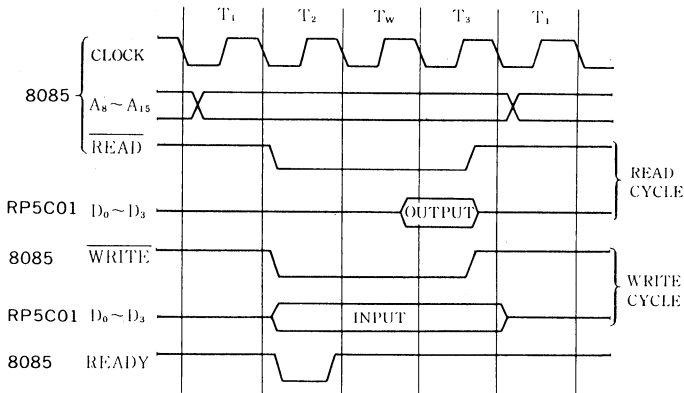 T₁ T₂ Tw T₃ T₁
CLOCK
8085
A₈~A₁₅
READ
READ
CYCLE
RP5C01 D₀~D₃ OUTPUT
8085 WRITE
WRITE
CYCLE
RP5C01 D₀~D₃ INPUT
8085 READY